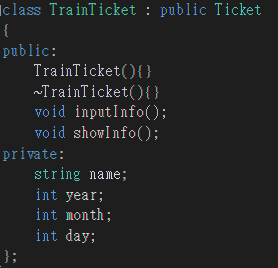 class TrainTicket : public Ticket
{
public:
    TrainTicket(){}
    ~TrainTicket(){}
    void inputInfo();
    void showInfo();
private:
    string name;
    int year;
    int month;
    int day;
};